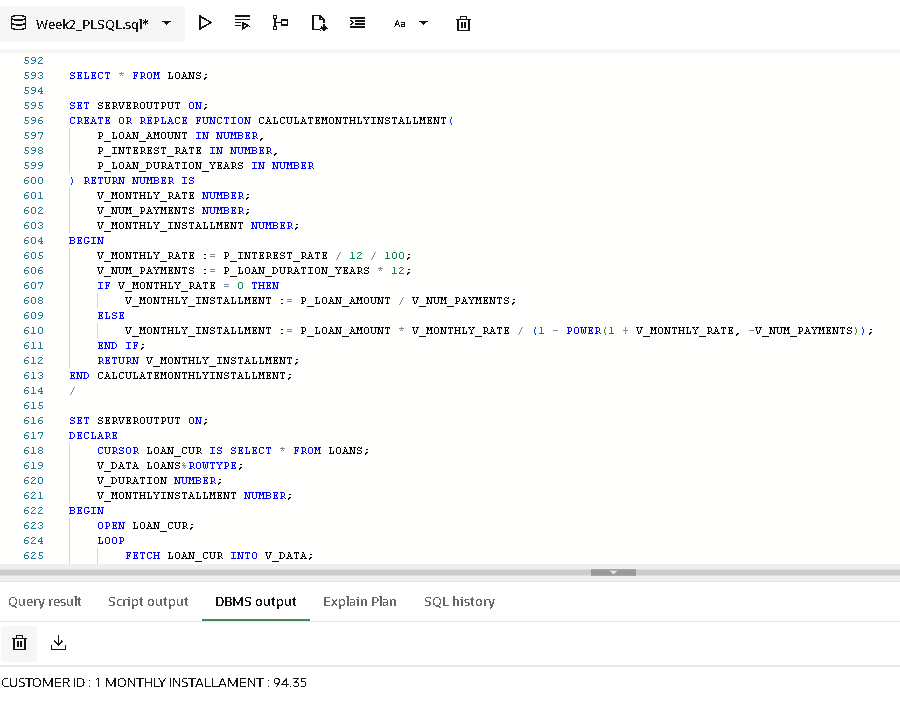 Week2_PLSQL.sql*
Aa
592
593 SELECT * FROM LOANS;
594
595 SET SERVEROUTPUT ON;
596 CREATE OR REPLACE FUNCTION CALCULATEMONTHLYINSTALLMENT(
597 P_LOAN_AMOUNT IN NUMBER,
598 P_INTEREST_RATE IN NUMBER,
599 P_LOAN_DURATION_YEARS IN NUMBER
600 ) RETURN NUMBER IS
601 V_MONTHLY_RATE NUMBER;
602 V_NUM_PAYMENTS NUMBER;
603 V_MONTHLY_INSTALLMENT NUMBER;
604 BEGIN
605 V_MONTHLY_RATE := P_INTEREST_RATE / 12 / 100;
606 V_NUM_PAYMENTS := P_LOAN_DURATION_YEARS * 12;
607 IF V_MONTHLY_RATE = 0 THEN
608 V_MONTHLY_INSTALLMENT := P_LOAN_AMOUNT / V_NUM_PAYMENTS;
609 ELSE
610 V_MONTHLY_INSTALLMENT := P_LOAN_AMOUNT * V_MONTHLY_RATE / (1 - POWER(1 + V_MONTHLY_RATE, -V_NUM_PAYMENTS));
611 END IF;
612 RETURN V_MONTHLY_INSTALLMENT;
613 END CALCULATEMONTHLYINSTALLMENT;
614 /
615
616 SET SERVEROUTPUT ON;
617 DECLARE
618 CURSOR LOAN_CUR IS SELECT * FROM LOANS;
619 V_DATA LOANS%ROWTYPE;
620 V_DURATION NUMBER;
621 V_MONTHLYINSTALLMENT NUMBER;
622 BEGIN
623 OPEN LOAN_CUR;
624 LOOP
625 FETCH LOAN_CUR INTO V_DATA;
Query result Script output DBMS output Explain Plan SQL history
CUSTOMER ID : 1 MONTHLY INSTALLAMENT : 94.35